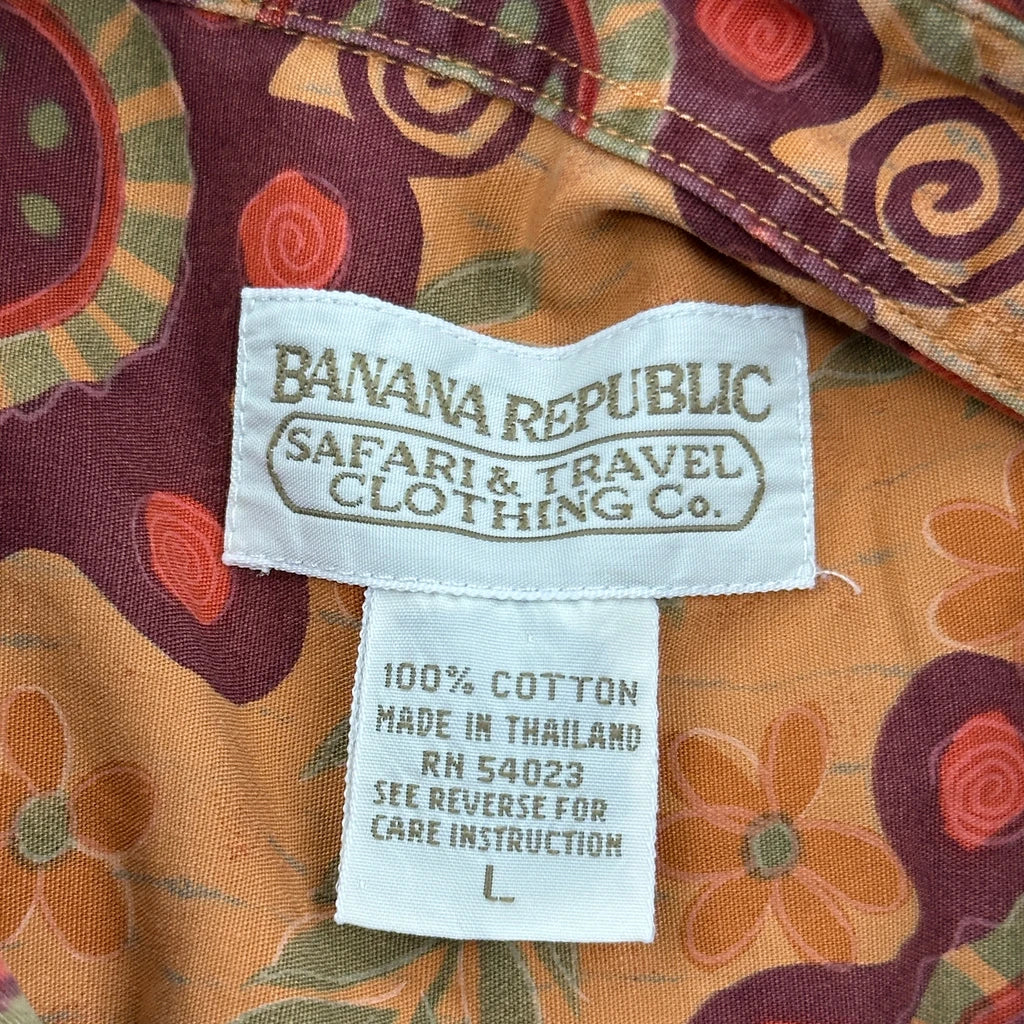 BANANA REPUBLIC
SAFARI & TRAVEL
CLOTHING Co.
100% COTTON
MADE IN THAILAND
RN 54023
SEE REVERSE FOR
CARE INSTRUCTION
L